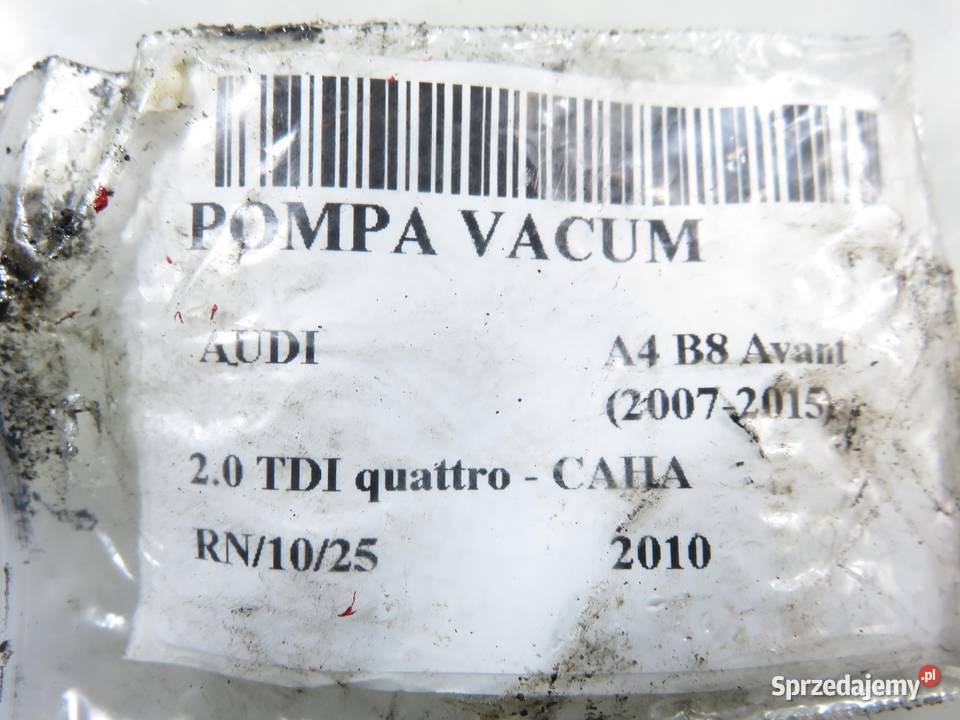 POMPA VACUM
AUDI A4 B8 Avant
(2007-2015)
2.0 TDI quattro - CAHA
RN/10/25 2010
Sprzedajemy.pl